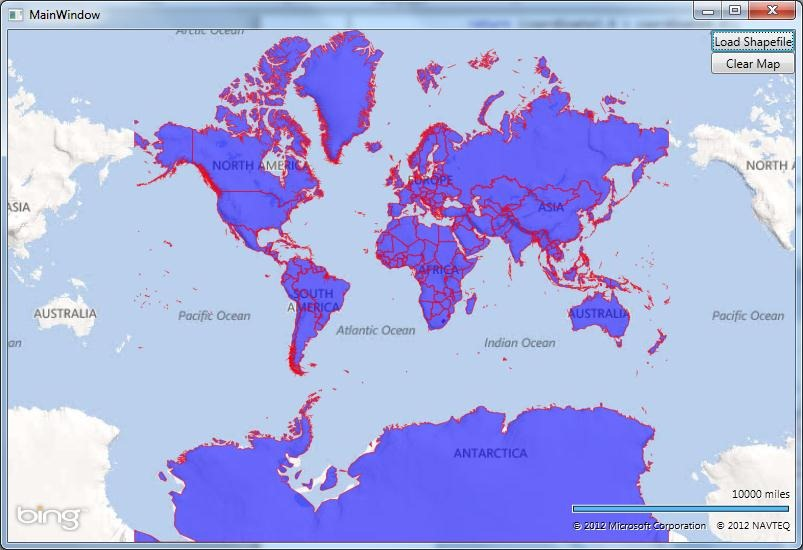 MainWindow
Arctic Ocean
Load Shapefile
Clear Map
NORTH AMERICA
EUROPE
ASIA
NORTH A
ASIA
AFRICA
SOUTH
AMERICA
AUSTRALIA
Pacific Ocean
Atlantic Ocean
Indian Ocean
AUSTRALIA
Pacific Ocean
ean
ANTARCTICA
10000 miles
bing
© 2012 Microsoft Corporation © 2012 NAVTEQ